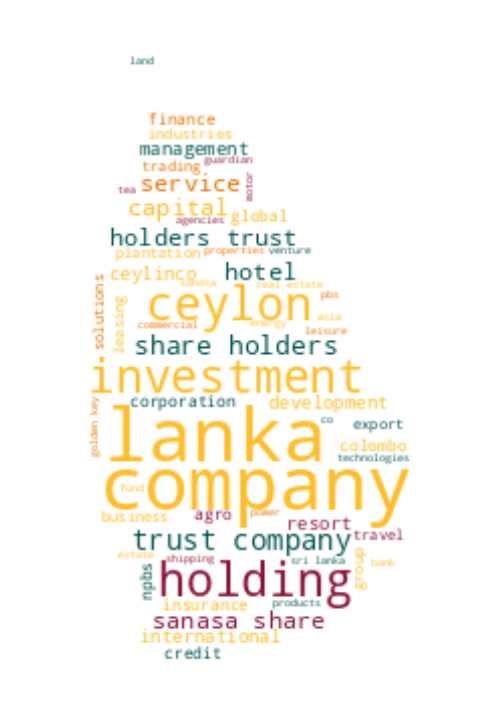 land
finance
industries
management
guardian
trading
service
motor
tea
capital
global
agencies
holders trust
plantation
properties
venture
ceylinco
hotel
sanasa
real estate
solutions
leasing
ceylon
pbs
asia
commercial
energy
leisure
share holders
investment
corporation
development
golden key
lanka
co
export
colombo
technologies
company
fund
business
agro
power
resort
travel
trust company
estate
shipping
sri lanka
group
bank
npbs
holding
insurance
products
sanasa share
international
credit